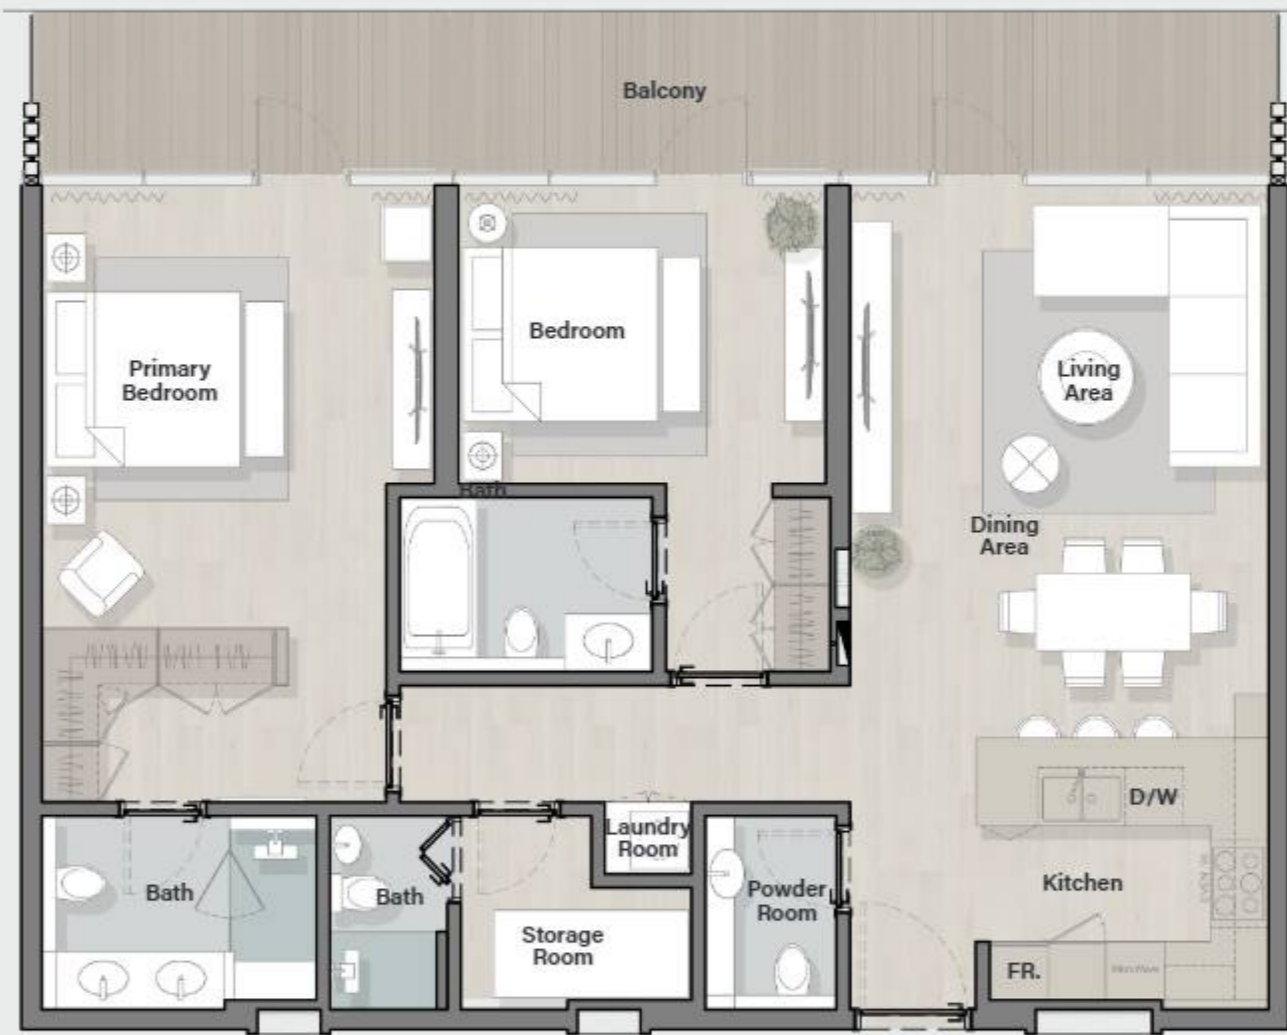 Balcony
Primary
Bedroom
Bedroom
Living
Area
Bath
Dining
Area
D/W
Laundry
Room
Kitchen
Bath
Bath
Powder
Room
Storage
Room
FR.